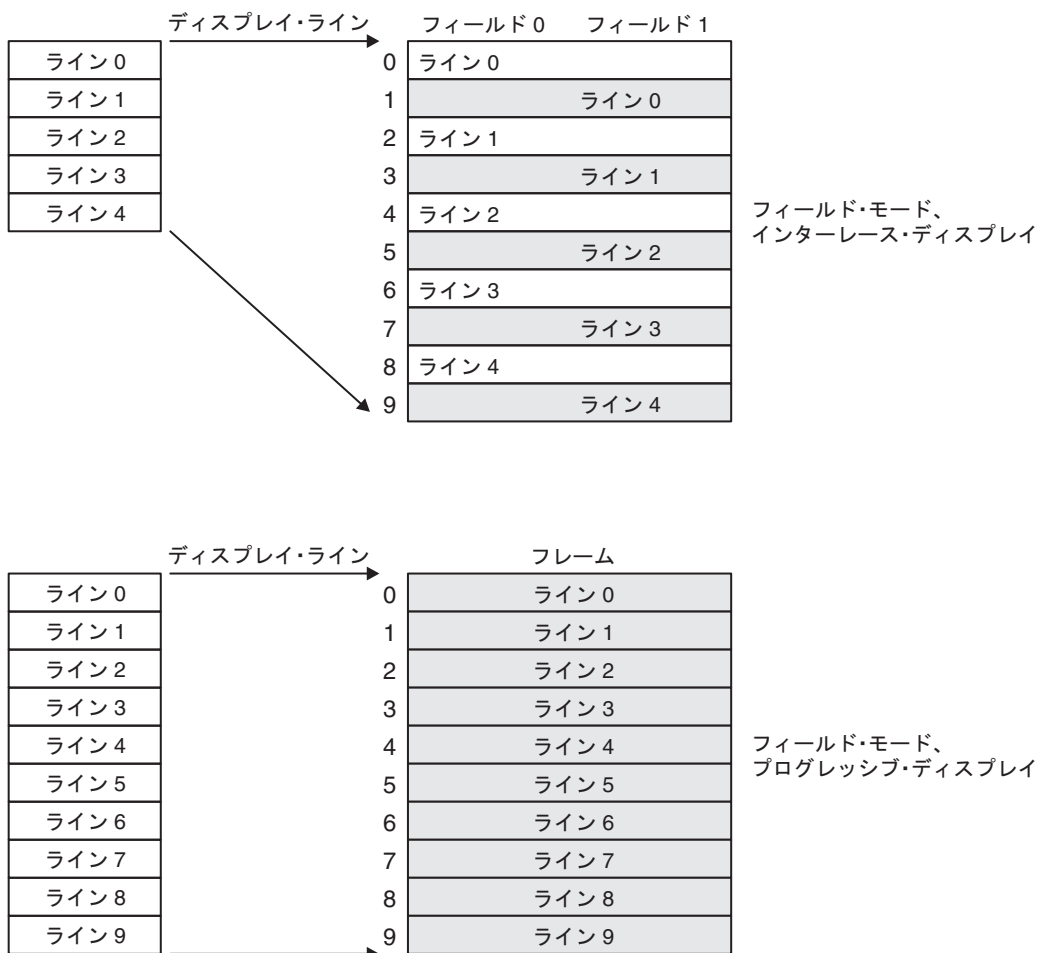 ディスプレイ・ライン
フィールド 0 フィールド 1
ライン 0
ライン 1
ライン 2
ライン 3
ライン 4
0 ライン 0
1 ライン 0
2 ライン 1
3 ライン 1
4 ライン 2
5 ライン 2
6 ライン 3
7 ライン 3
8 ライン 4
9 ライン 4
フィールド・モード、
インターレース・ディスプレイ
ディスプレイ・ライン
フレーム
ライン 0
ライン 1
ライン 2
ライン 3
ライン 4
ライン 5
ライン 6
ライン 7
ライン 8
ライン 9
0 ライン 0
1 ライン 1
2 ライン 2
3 ライン 3
4 ライン 4
5 ライン 5
6 ライン 6
7 ライン 7
8 ライン 8
9 ライン 9
フィールド・モード、
プログレッシブ・ディスプレイ